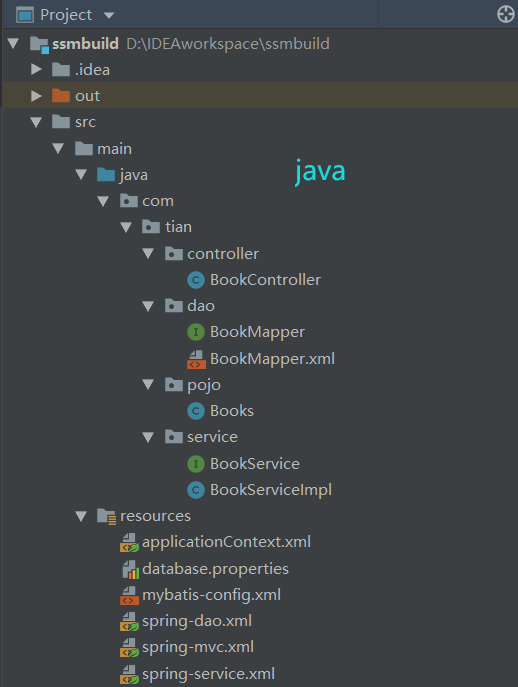 Project
ssmbuild D:\IDEAworkspace\ssmbuild
.idea
out
src
main
java
java
com
tian
controller
BookController
dao
BookMapper
BookMapper.xml
pojo
Books
service
BookService
BookServiceImpl
resources
applicationContext.xml
database.properties
mybatis-config.xml
spring-dao.xml
spring-mvc.xml
spring-service.xml